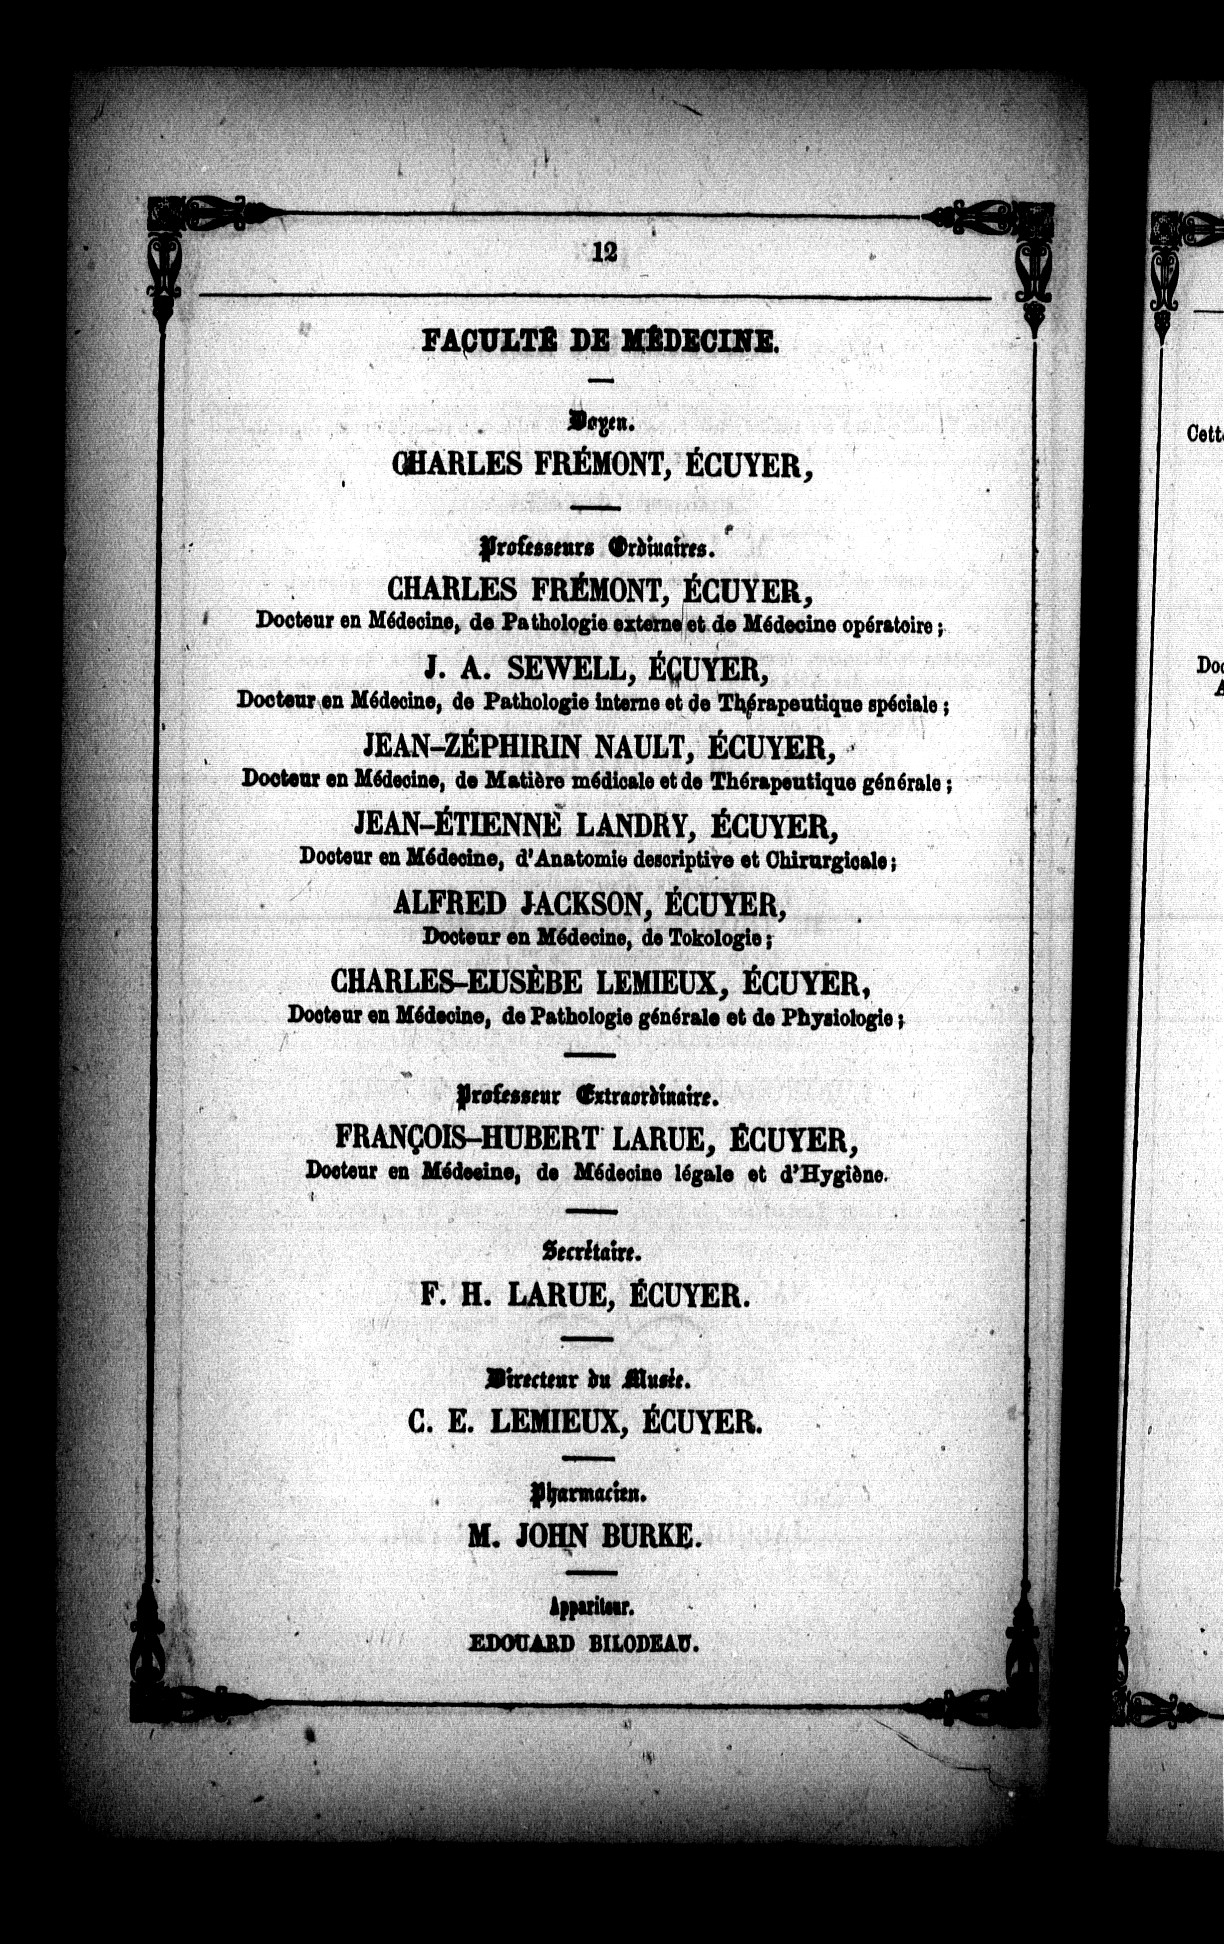 12
FACULTÉ DE MÉDECINE.
Doyen.
CHARLES FRÉMONT, ÉCUYER,
Professeurs Ordinaires.
CHARLES FRÉMONT, ÉCUYER,
Docteur en Médecine, de Pathologie externe et de Médecine opératoire ;
J. A. SEWELL, ÉCUYER,
Docteur en Médecine, de Pathologie interne et de Thérapeutique spéciale ;
JEAN-ZÉPHIRIN NAULT, ÉCUYER,
Docteur en Médecine, de Matière médicale et de Thérapeutique générale ;
JEAN-ÉTIENNE LANDRY, ÉCUYER,
Docteur en Médecine, d'Anatomie descriptive et Chirurgicale ;
ALFRED JACKSON, ÉCUYER,
Docteur en Médecine, de Tokologie ;
CHARLES-EUSÈBE LEMIEUX, ÉCUYER,
Docteur en Médecine, de Pathologie générale et de Physiologie ;
Professeur Extraordinaire.
FRANÇOIS-HUBERT LARUE, ÉCUYER,
Docteur en Médecine, de Médecine légale et d'Hygiène.
Secrétaire.
F. H. LARUE, ÉCUYER.
Directeur du Musée.
C. E. LEMIEUX, ÉCUYER.
Pharmacien.
M. JOHN BURKE.
Appariteur.
EDOUARD BILODEAU.